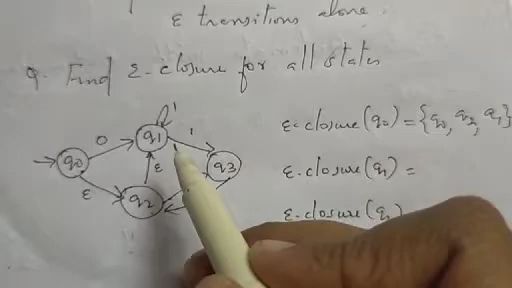 ε transitions alone.
Q. Find ε-closure for all states
ε-closure(q0) = {q0, q2, q1}
ε-closure(q1) =
ε-closure(q2)
0
1
1
q0
q1
q3
ε
ε
q2